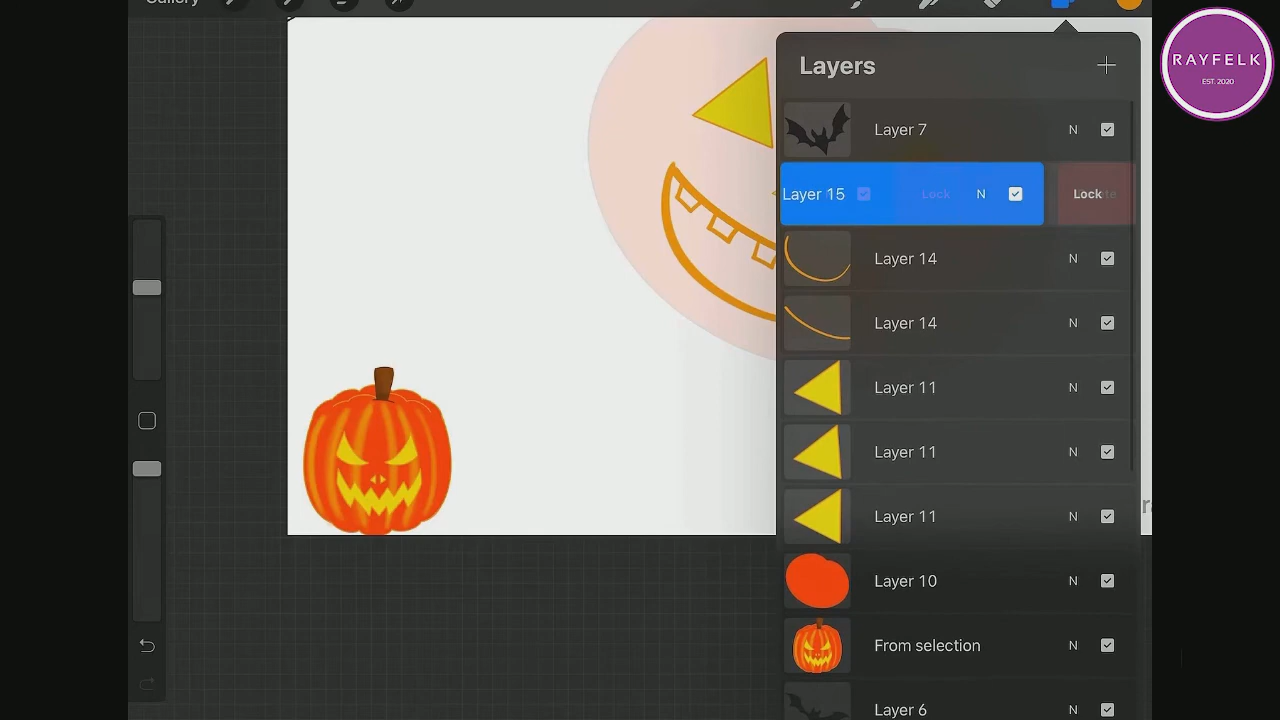 Gallery
RAYFELK
EST. 2020
Layers
Layer 7 N
Layer 15 Lock N Lock
Layer 14 N
Layer 14 N
Layer 11 N
Layer 11 N
Layer 11 N
Layer 10 N
From selection N
Layer 6 N